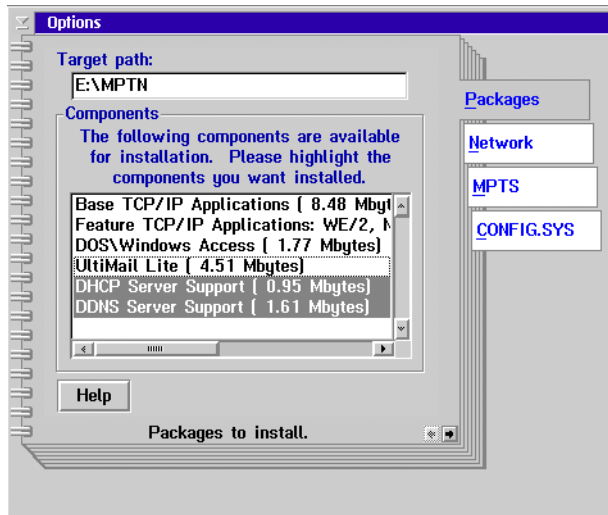 Options
Target path:
E:\MPTN
Components
The following components are available
for installation. Please highlight the
components you want installed.
Base TCP/IP Applications [ 8.48 Mbyt
Feature TCP/IP Applications: WE/2, N
DOS\Windows Access [ 1.77 Mbytes]
UltiMail Lite [ 4.51 Mbytes]
DHCP Server Support [ 0.95 Mbytes]
DDNS Server Support [ 1.61 Mbytes]
Help
Packages to install.
Packages
Network
MPTS
CONFIG.SYS